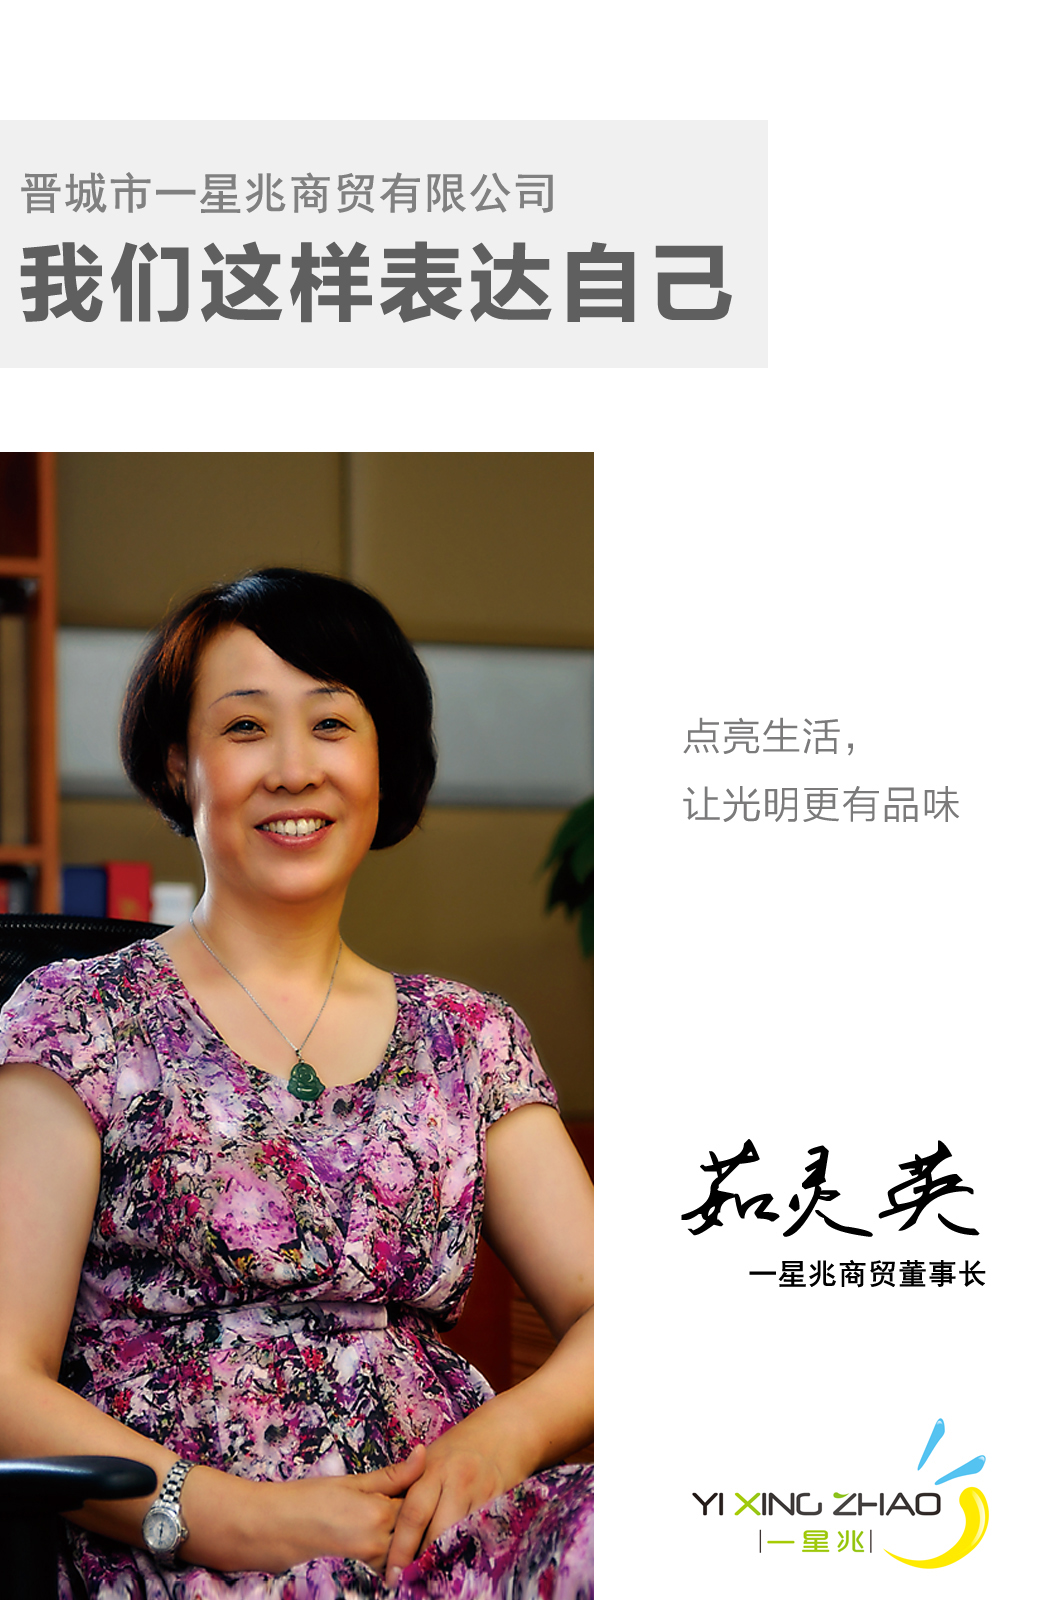 晋城市一星兆商贸有限公司
我们这样表达自己
点亮生活，
让光明更有品味
茹灵英
一星兆商贸董事长
YI XING ZHAO
一星兆